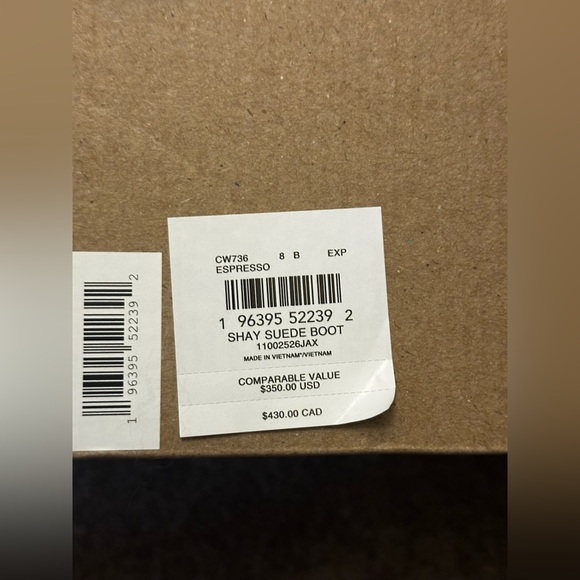 CW736 8 B EXP
ESPRESSO
1 96395 52239 2
SHAY SUEDE BOOT
11002526JAX
MADE IN VIETNAM*/VIETNAM
COMPARABLE VALUE
$350.00 USD
$430.00 CAD
1 96395 52239 2